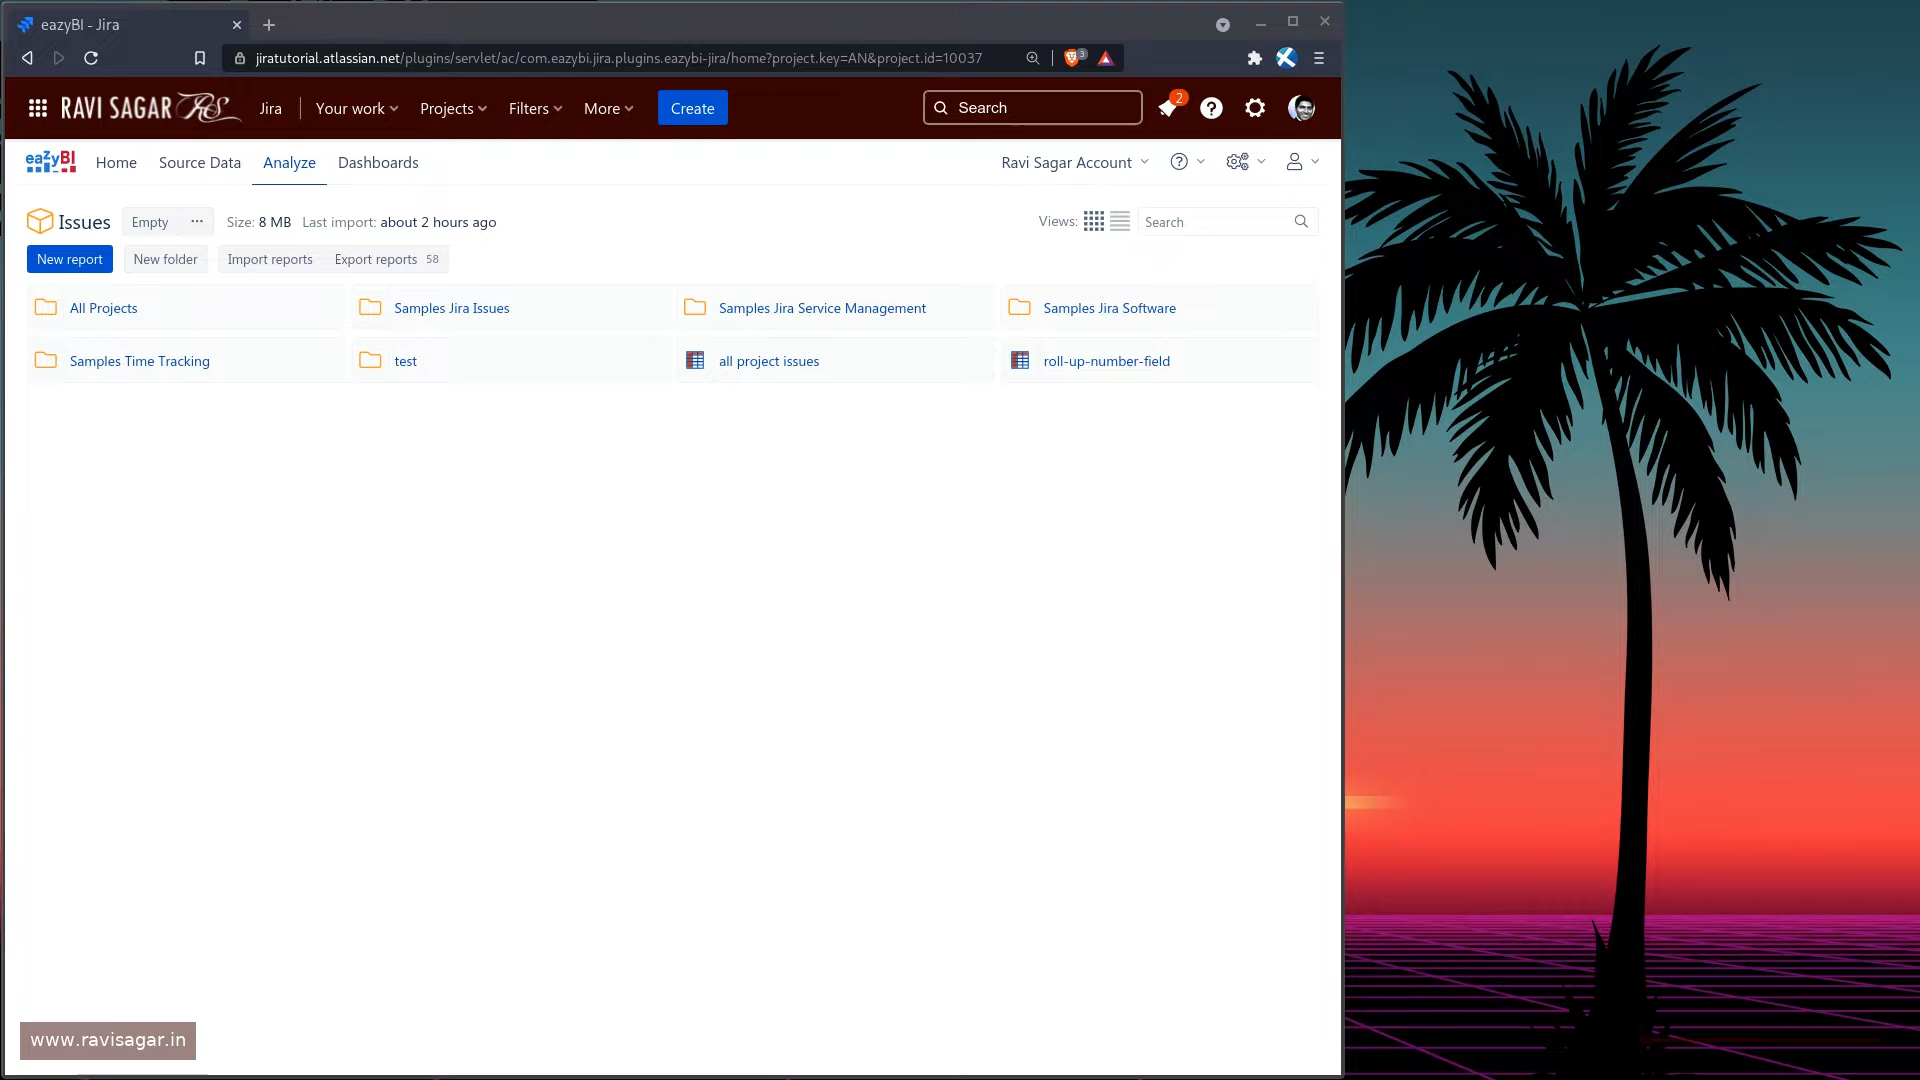 eazyBI - Jira
jiratutorial.atlassian.net/plugins/servlet/ac/com.eazybi.jira.plugins.eazybi-jira/home?project.key=AN&project.id=10037
3
RAVI SAGAR RS
Jira
Your work
Projects
Filters
More
Create
Search
2
eazyBI
Home
Source Data
Analyze
Dashboards
Ravi Sagar Account
Issues
Empty
Size: 8 MB
Last import: about 2 hours ago
Views:
Search
New report
New folder
Import reports
Export reports 58
All Projects
Samples Jira Issues
Samples Jira Service Management
Samples Jira Software
Samples Time Tracking
test
all project issues
roll-up-number-field
www.ravisagar.in